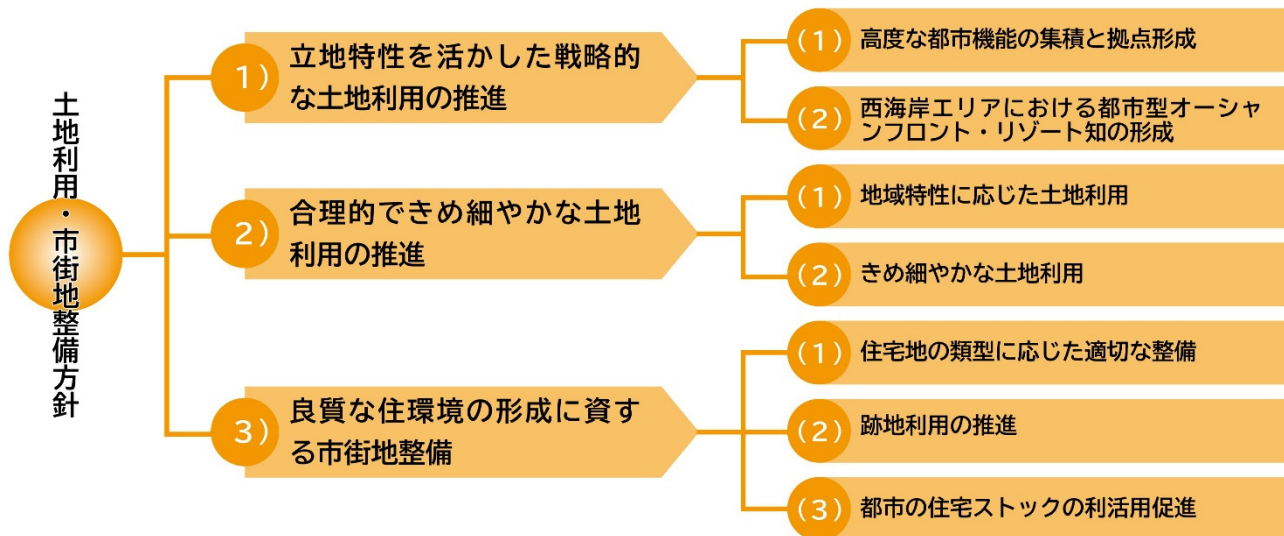 土地利用・市街地整備方針
1)
立地特性を活かした戦略的
な土地利用の推進
(1)
高度な都市機能の集積と拠点形成
(2)
西海岸エリアにおける都市型オーシャ
ンフロント・リゾート知の形成
2)
合理的できめ細やかな土地
利用の推進
(1)
地域特性に応じた土地利用
(2)
きめ細やかな土地利用
3)
良質な住環境の形成に資す
る市街地整備
(1)
住宅地の類型に応じた適切な整備
(2)
跡地利用の推進
(3)
都市の住宅ストックの利活用促進